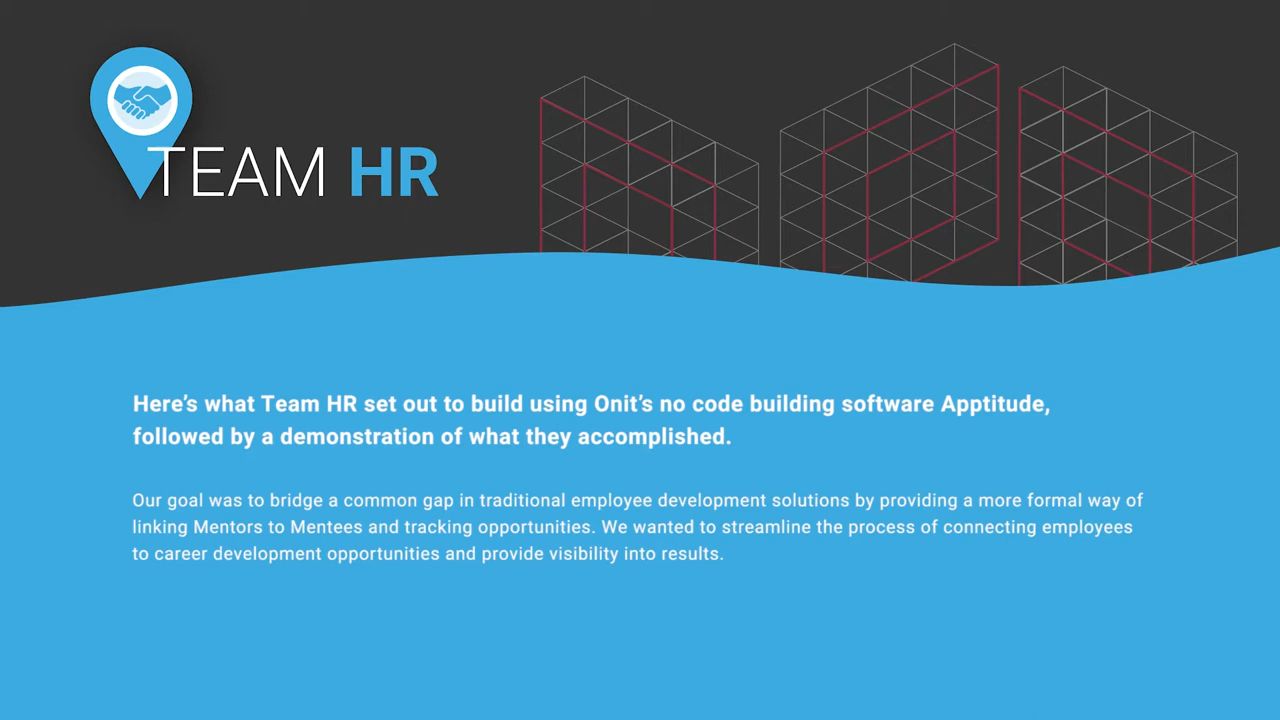 TEAM HR
Here's what Team HR set out to build using Onit's no code building software Apptitude,
followed by a demonstration of what they accomplished.
Our goal was to bridge a common gap in traditional employee development solutions by providing a more formal way of
linking Mentors to Mentees and tracking opportunities. We wanted to streamline the process of connecting employees
to career development opportunities and provide visibility into results.